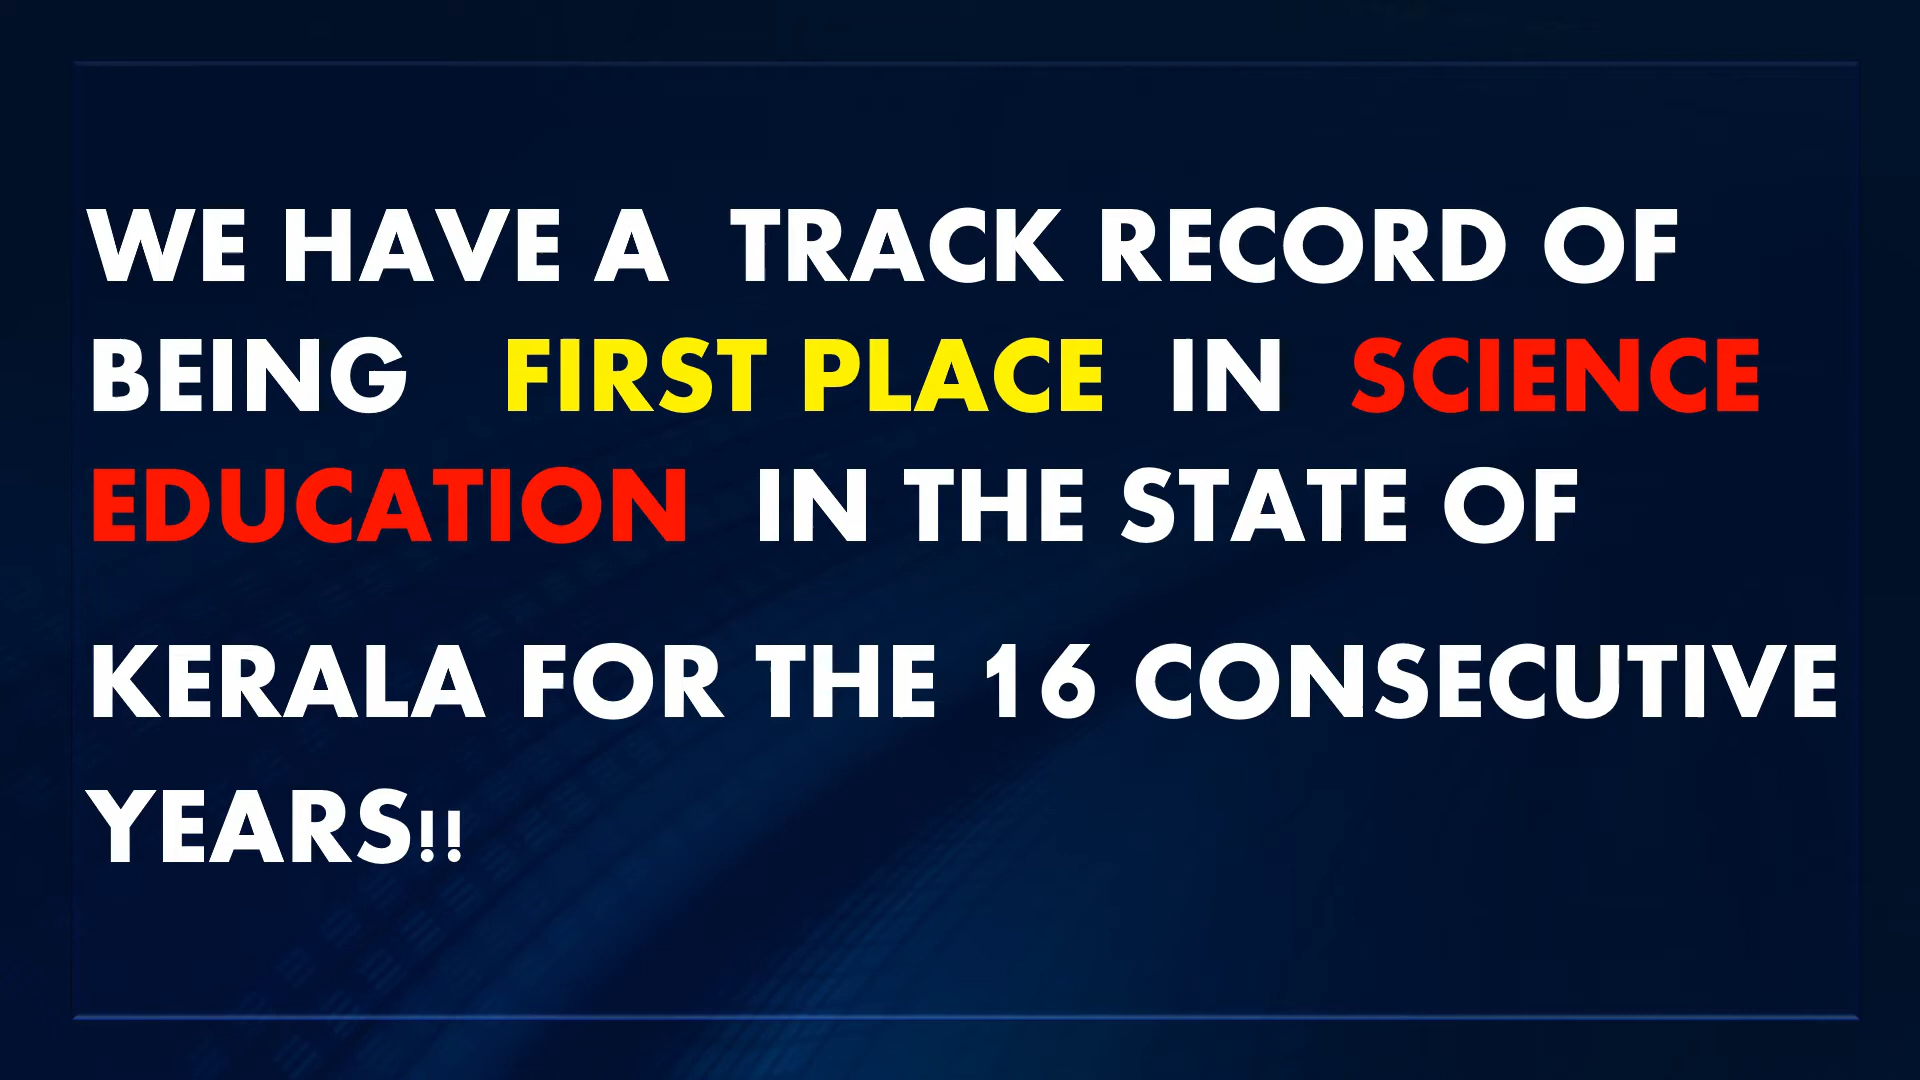 WE HAVE A TRACK RECORD OF
BEING FIRST PLACE IN SCIENCE
EDUCATION IN THE STATE OF
KERALA FOR THE 16 CONSECUTIVE
YEARS!!